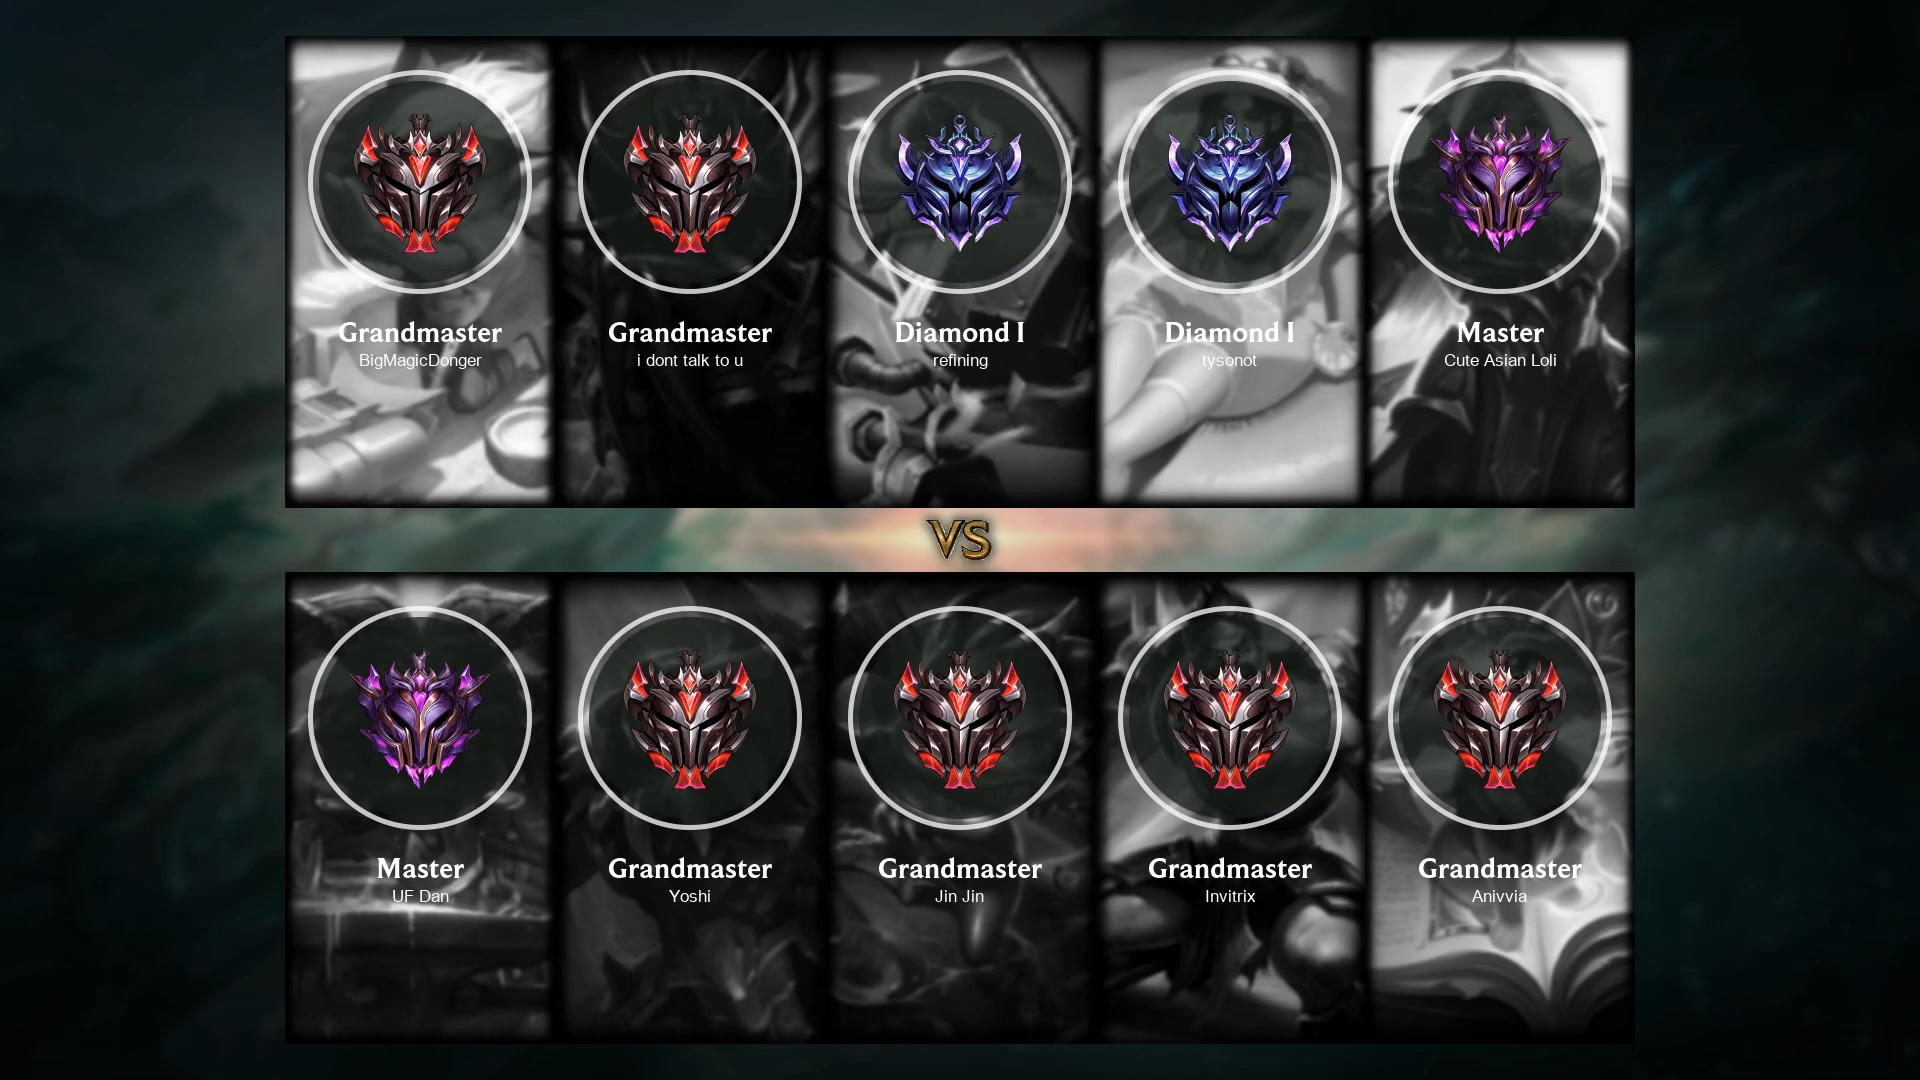 Grandmaster
BigMagicDonger
Grandmaster
i dont talk to u
Diamond I
refining
Diamond I
tysonot
Master
Cute Asian Loli
VS
Master
UF Dan
Grandmaster
Yoshi
Grandmaster
Jin Jin
Grandmaster
Invitrix
Grandmaster
Anivvia